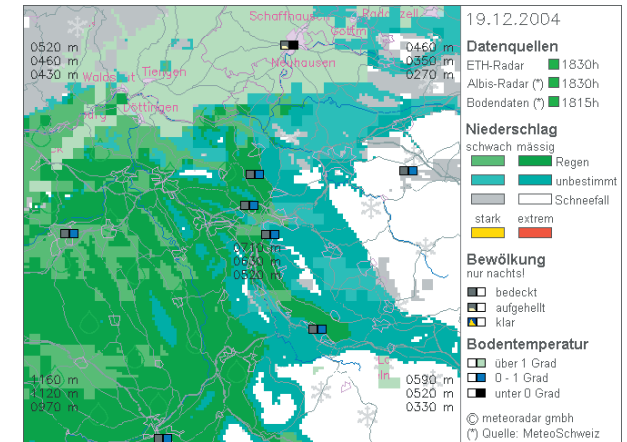 Schaffhausen
Radolfzell
Gottm
0520 m
0460 m
0430 m
0460 m
0350 m
0270 m
Neuhausen
Waldshut
Tiengen
Döttingen
0710 m
0630 m
0520 m
1160 m
1120 m
0970 m
0590 m
0520 m
0330 m
19.12.2004
Datenquellen
ETH-Radar 1830h
Albis-Radar (*) 1830h
Bodendaten (*) 1815h
Niederschlag
schwach mässig
Regen
unbestimmt
Schneefall
stark extrem
Bewölkung
nur nachts!
bedeckt
aufgehellt
klar
Bodentemperatur
über 1 Grad
0 - 1 Grad
unter 0 Grad
© meteoradar gmbh
(*) Quelle: MeteoSchweiz